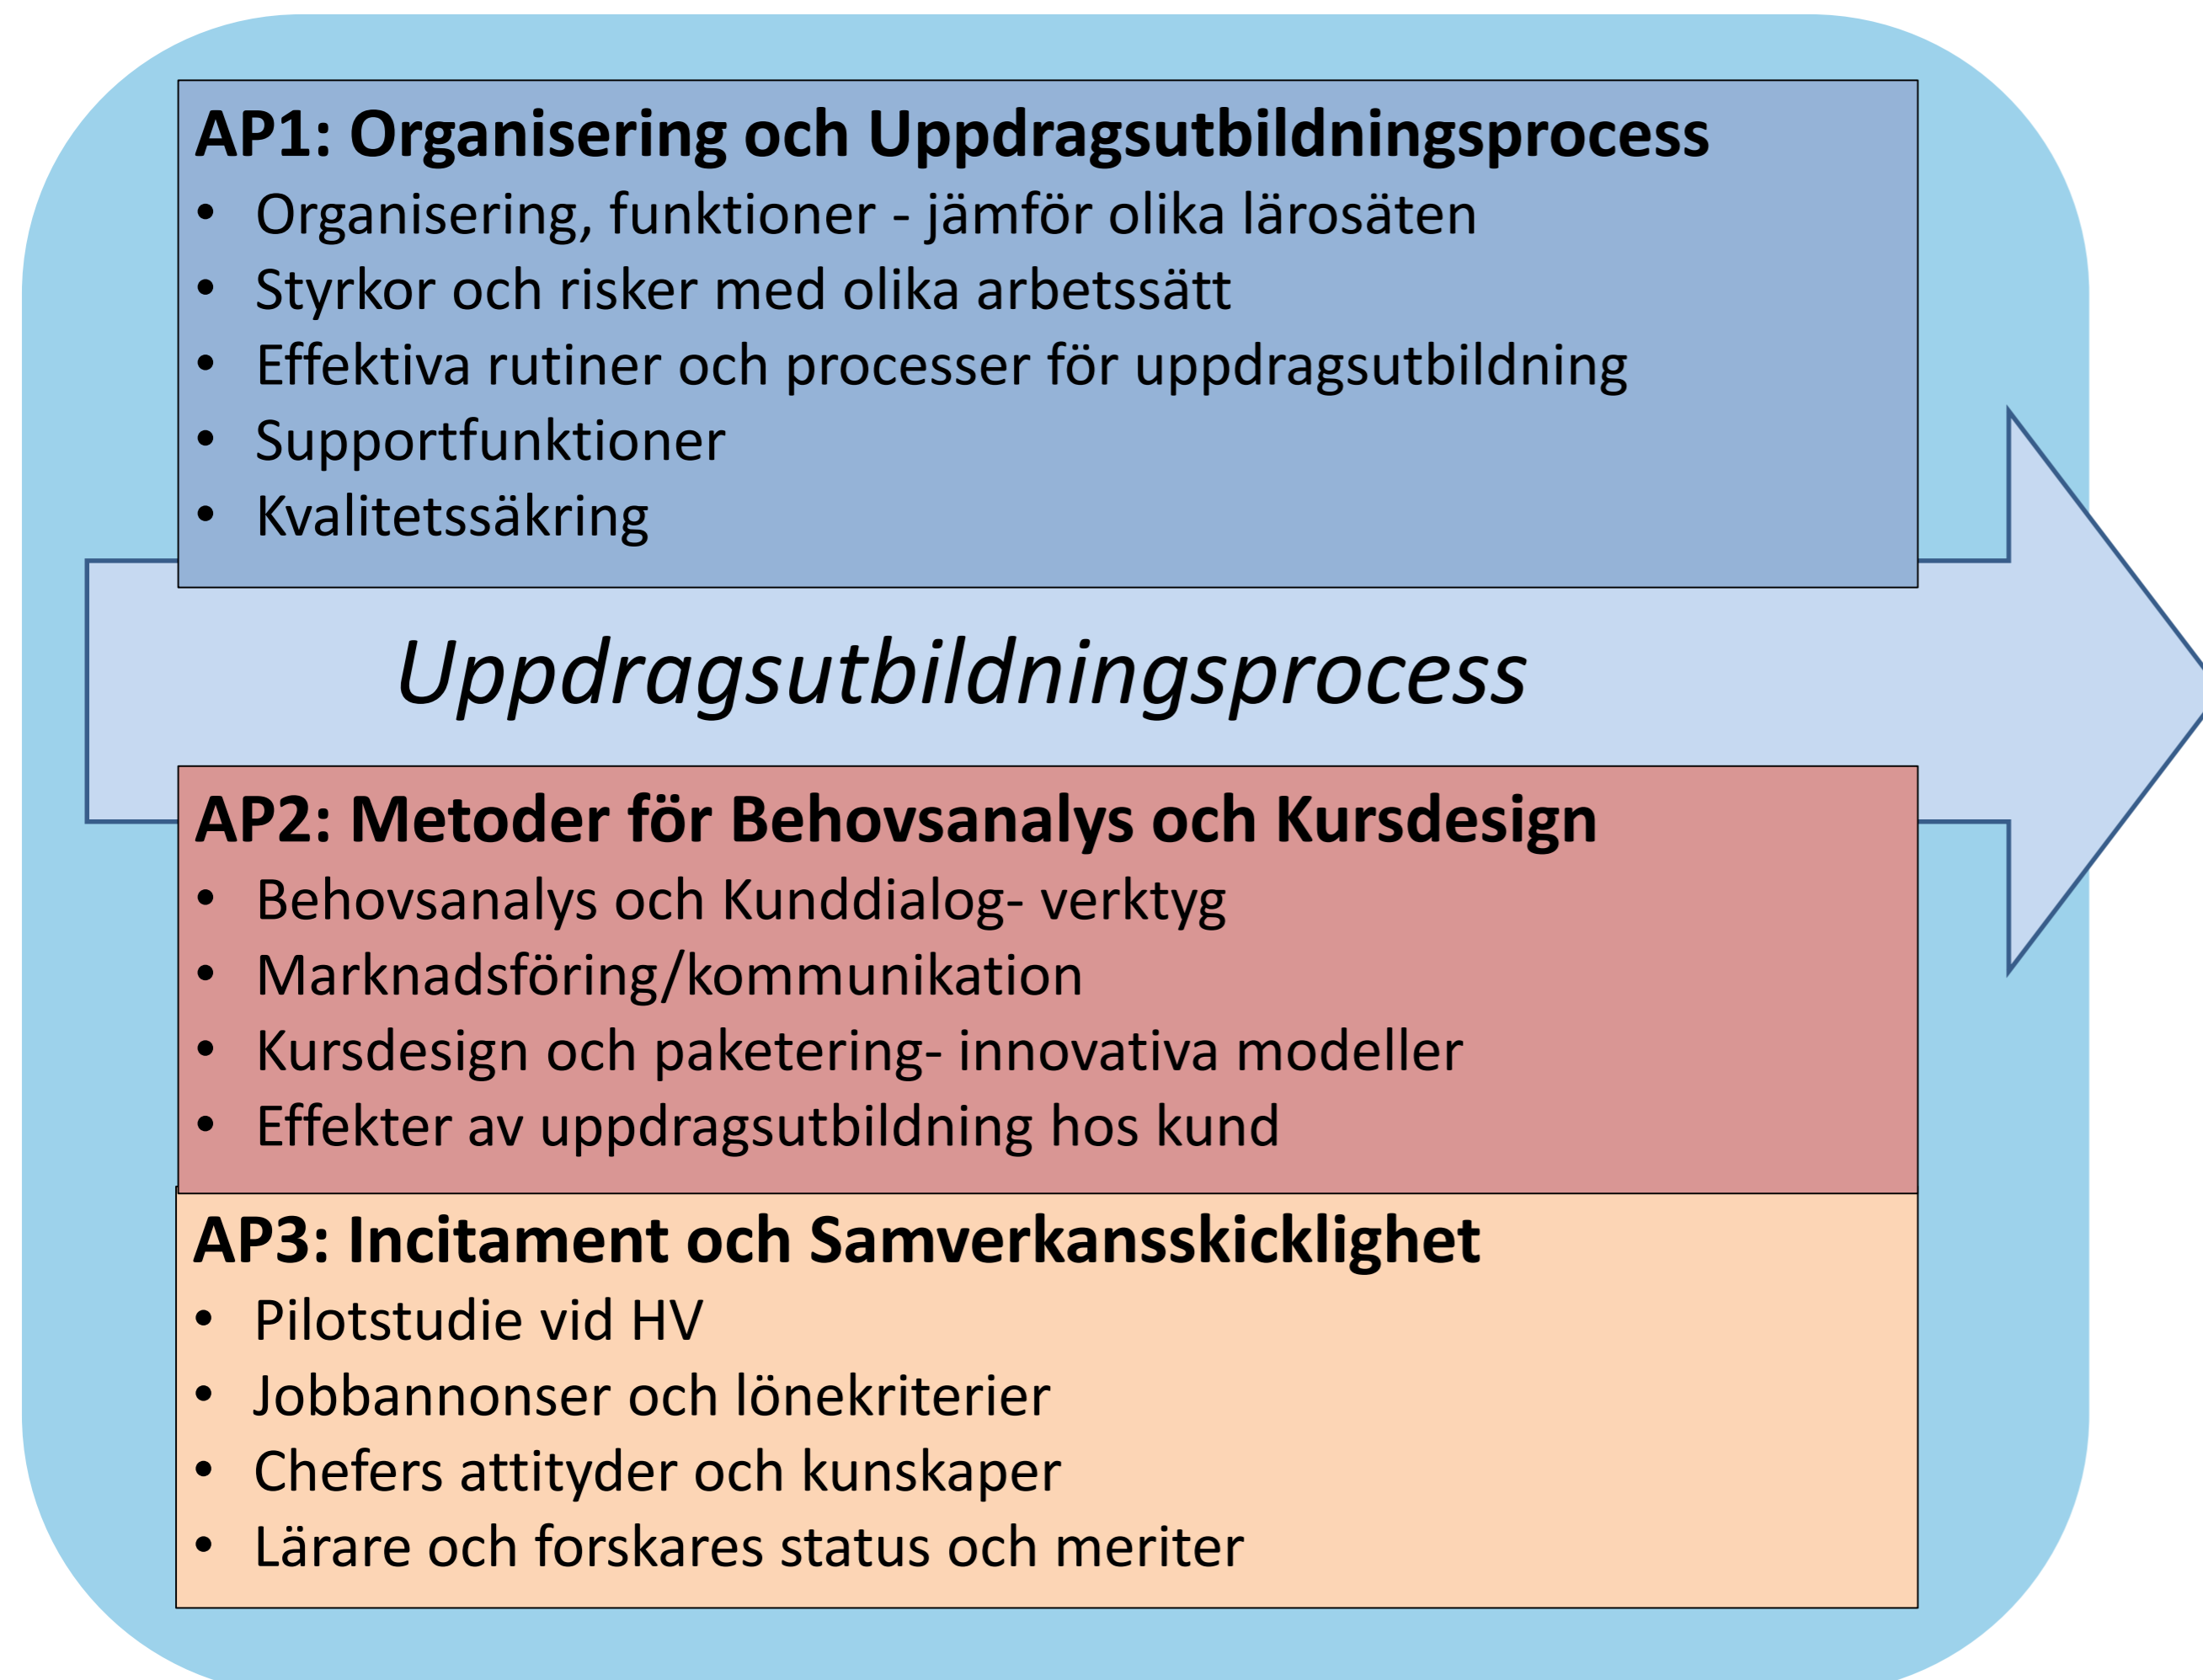 AP1: Organisering och Uppdragsutbildningsprocess
• Organisering, funktioner - jämför olika lärosäten
• Styrkor och risker med olika arbetssätt
• Effektiva rutiner och processer för uppdragsutbildning
• Supportfunktioner
• Kvalitetssäkring
Uppdragsutbildningsprocess
AP2: Metoder för Behovsanalys och Kursdesign
• Behovsanalys och Kunddialog- verktyg
• Marknadsföring/kommunikation
• Kursdesign och paketering- innovativa modeller
• Effekter av uppdragsutbildning hos kund
AP3: Incitament och Samverkansskicklighet
• Pilotstudie vid HV
• Jobbannonser och lönekriterier
• Chefers attityder och kunskaper
• Lärare och forskares status och meriter